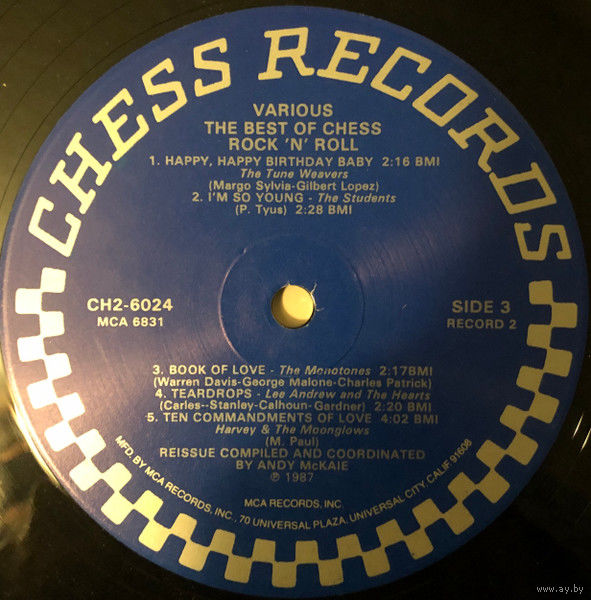 CHESS RECORDS
VARIOUS
THE BEST OF CHESS
ROCK 'N' ROLL
1. HAPPY, HAPPY BIRTHDAY BABY 2:16 BMI
The Tune Weavers
(Margo Sylvia-Gilbert Lopez)
2. I'M SO YOUNG - The Students
(P. Tyus) 2:28 BMI
CH2-6024
MCA 6831
SIDE 3
RECORD 2
3. BOOK OF LOVE - The Monotones 2:17BMI
(Warren Davis-George Malone-Charles Patrick)
4. TEARDROPS - Lee Andrew and The Hearts
(Carles--Stanley-Calhoun-Gardner) 2:20 BMI
5. TEN COMMANDMENTS OF LOVE 4:02 BMI
Harvey & The Moonglows
(M. Paul)
REISSUE COMPILED AND COORDINATED
BY ANDY McKAIE
℗ 1987
MCA RECORDS, INC.
MFD. BY MCA RECORDS, INC., 70 UNIVERSAL PLAZA, UNIVERSAL CITY, CALIF 91608
www.ay.by